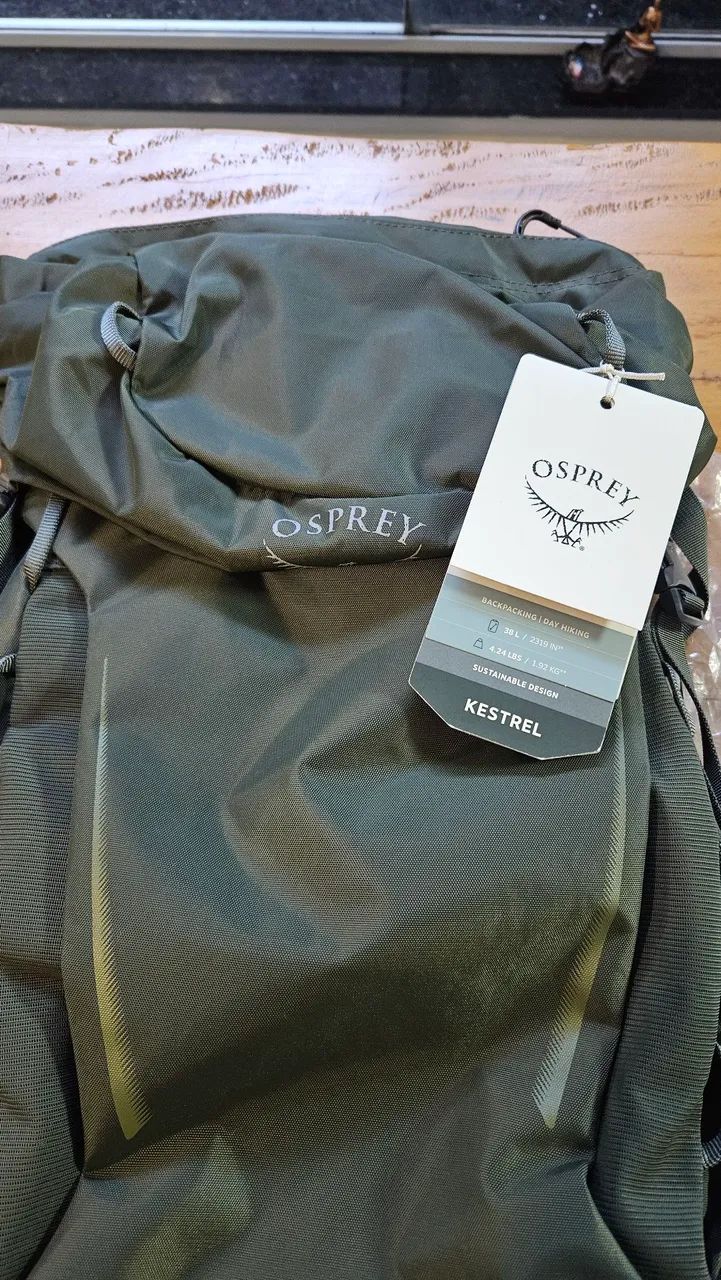 OSPREY
OSPREY
®
BACKPACKING | DAY HIKING
38 L / 2319 IN³*
4.24 LBS / 1.92 KG**
SUSTAINABLE DESIGN
KESTREL